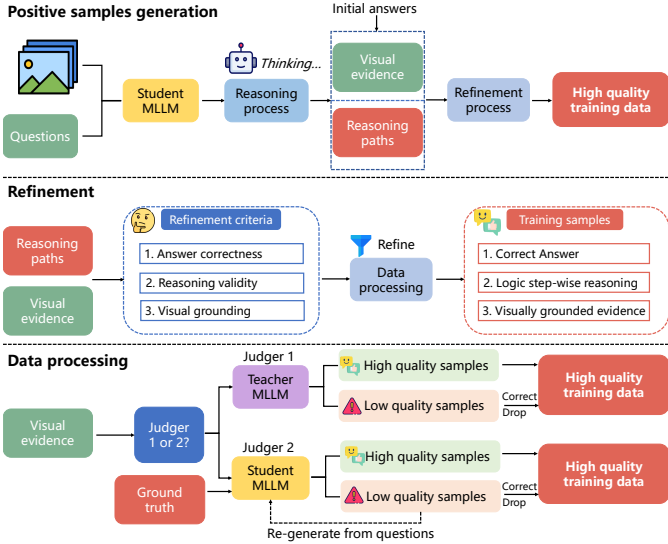 Positive samples generation
Initial answers
Thinking...
Questions
Student
MLLM
Reasoning
process
Visual
evidence
Reasoning
paths
Refinement
process
High quality
training data
Refinement
Reasoning
paths
Visual
evidence
Refinement criteria
1. Answer correctness
2. Reasoning validity
3. Visual grounding
Refine
Data
processing
Training samples
1. Correct Answer
2. Logic step-wise reasoning
3. Visually grounded evidence
Data processing
Visual
evidence
Judger
1 or 2?
Ground
truth
Judger 1
Teacher
MLLM
High quality samples
Low quality samples
Correct
Drop
High quality
training data
Judger 2
Student
MLLM
High quality samples
Low quality samples
Correct
Drop
High quality
training data
Re-generate from questions